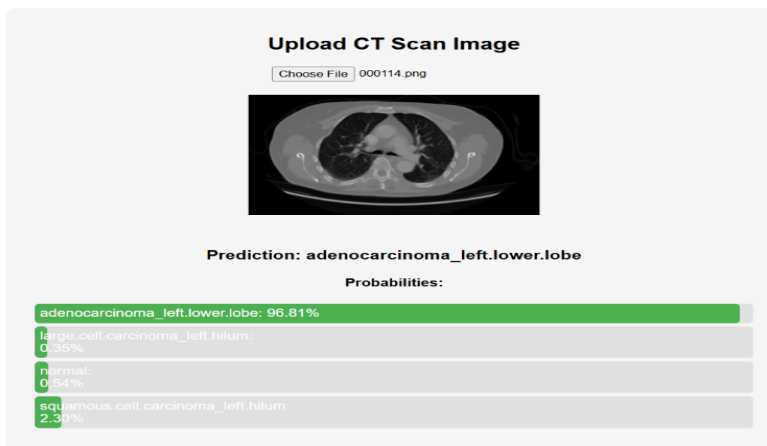 Upload CT Scan Image
Choose File 000114.png
Prediction: adenocarcinoma_left.lower.lobe
Probabilities:
adenocarcinoma_left.lower.lobe: 96.81%
large.cell.carcinoma_left.hilum:
0.35%
normal:
0.54%
squamous.cell.carcinoma_left.hilum:
2.30%